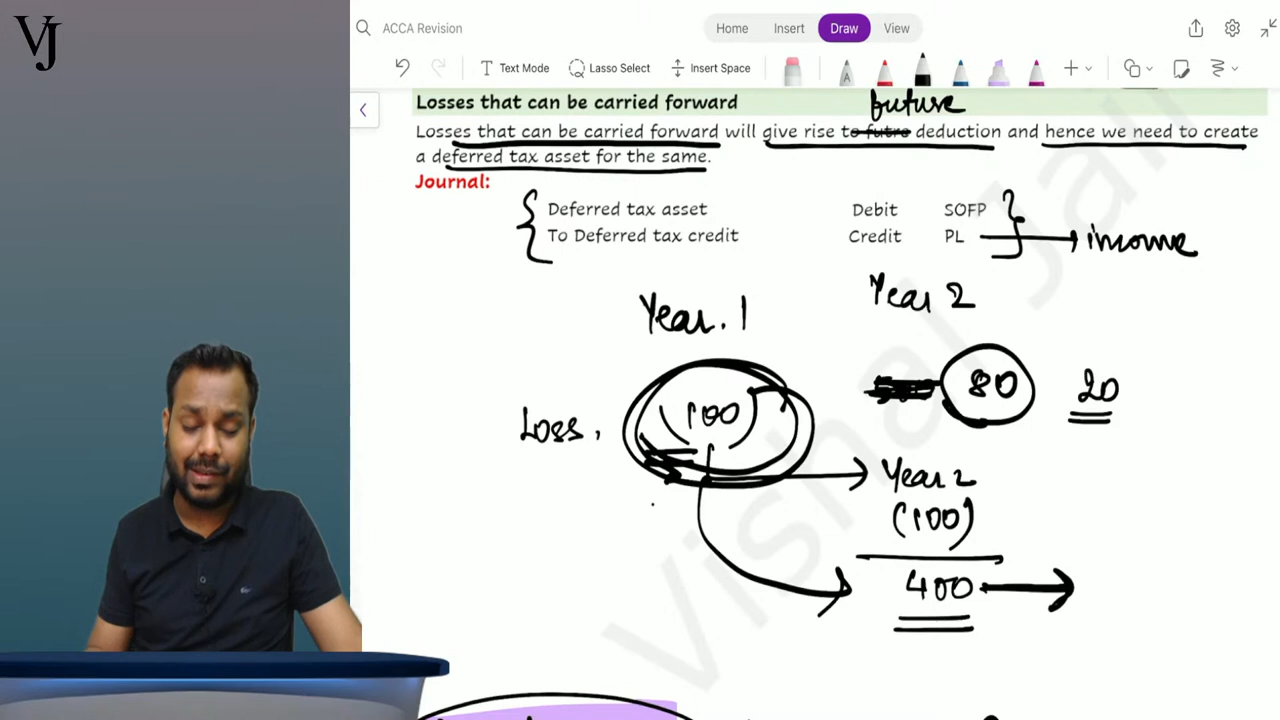 VJ
ACCA Revision
Home Insert Draw View
Text Mode Lasso Select Insert Space
Losses that can be carried forward
future
Losses that can be carried forward will give rise to futre deduction and hence we need to create
a deferred tax asset for the same.
Journal:
Deferred tax asset Debit SOFP
To Deferred tax credit Credit PL income
Year. 1 Year 2
Loss, (100) 80 20
Year 2
(100)
400
Vishal Jain